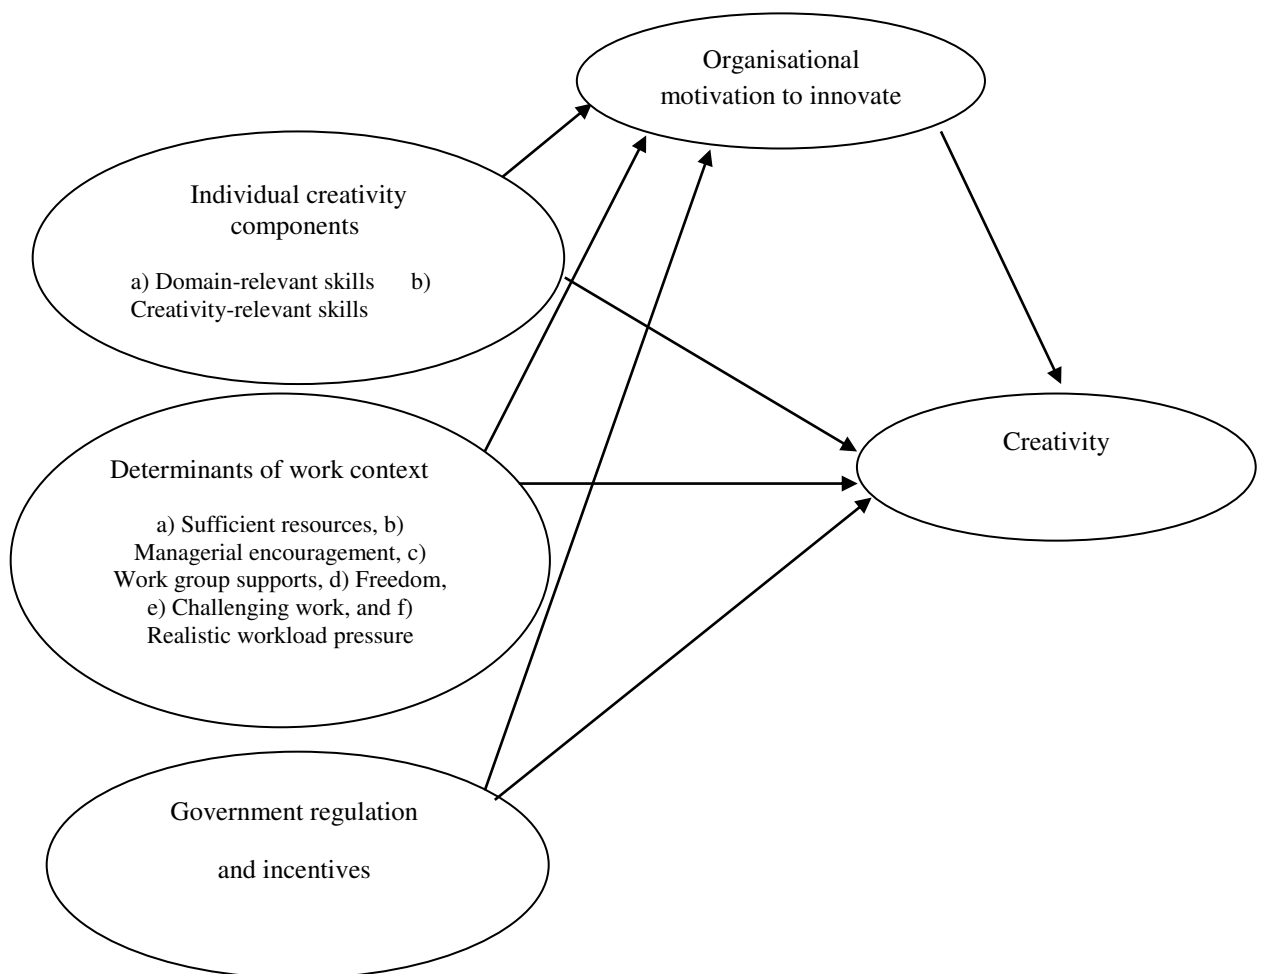 Organisational
motivation to innovate
Individual creativity
components
a) Domain-relevant skills b)
Creativity-relevant skills
Creativity
Determinants of work context
a) Sufficient resources, b)
Managerial encouragement, c)
Work group supports, d) Freedom,
e) Challenging work, and f)
Realistic workload pressure
Government regulation
and incentives